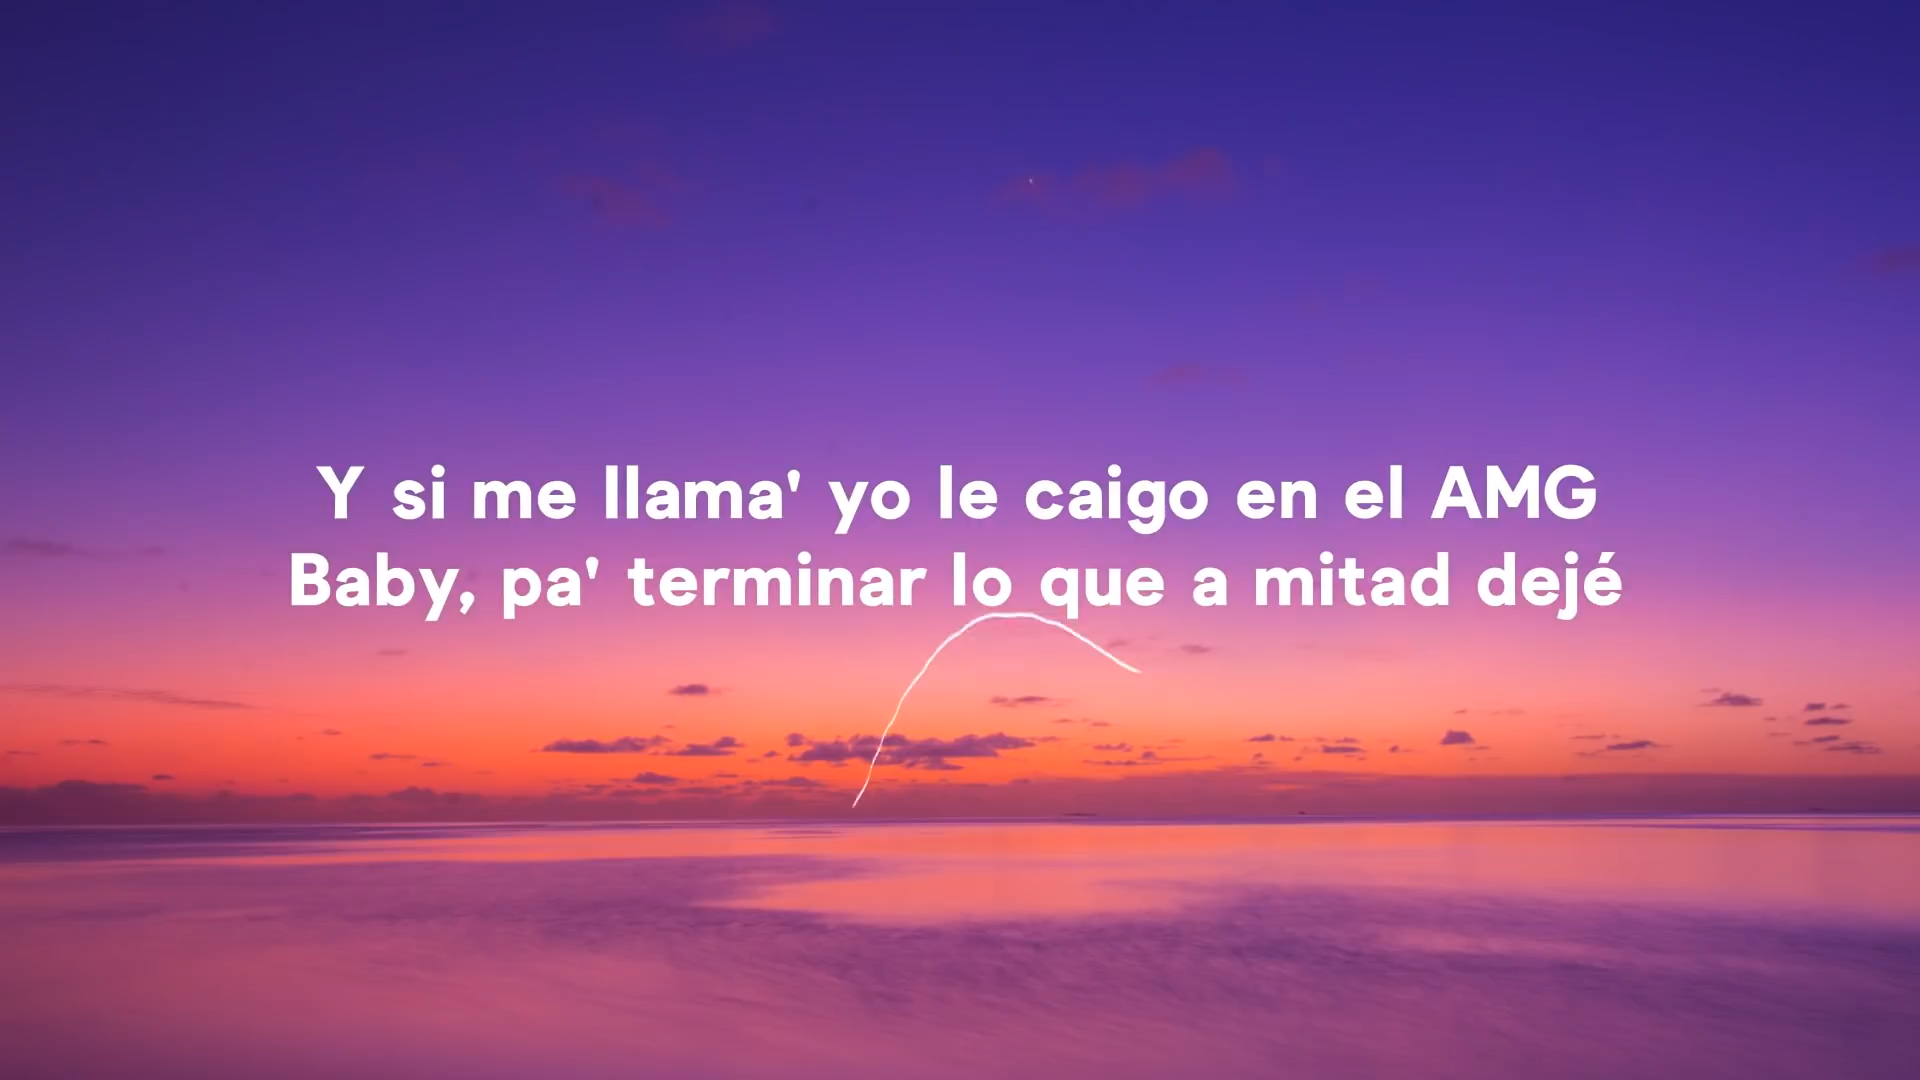 Y si me llama' yo le caigo en el AMG
Baby, pa' terminar lo que a mitad dejé